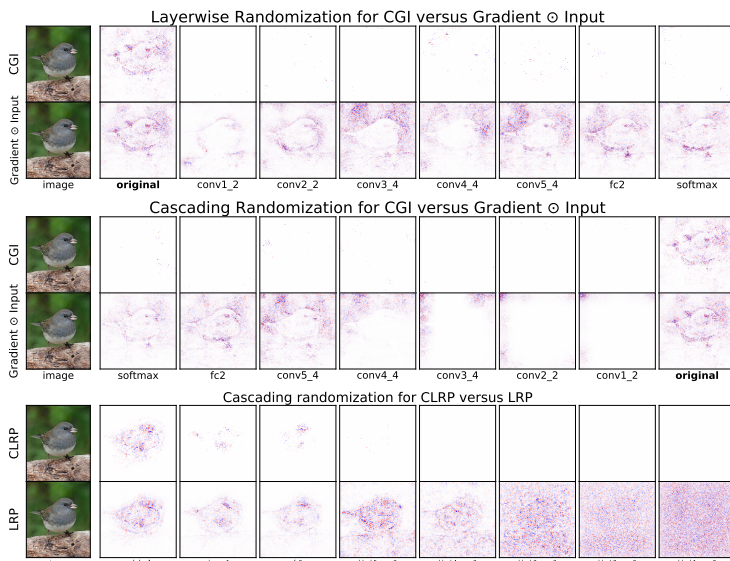 Layerwise Randomization for CGI versus Gradient ⊙ Input
CGI
Gradient ⊙ Input
image original conv1_2 conv2_2 conv3_4 conv4_4 conv5_4 fc2 softmax
Cascading Randomization for CGI versus Gradient ⊙ Input
CGI
Gradient ⊙ Input
image softmax fc2 conv5_4 conv4_4 conv3_4 conv2_2 conv1_2 original
Cascading randomization for CLRP versus LRP
CLRP
LRP